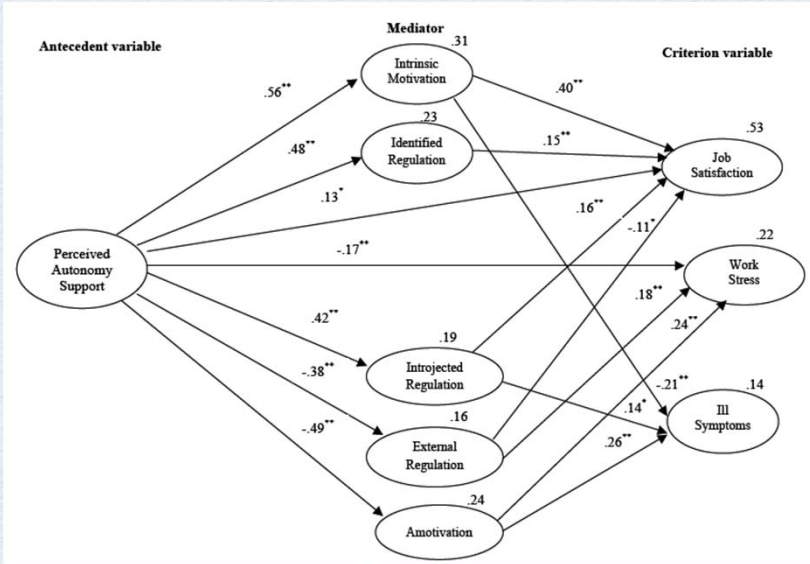 Mediator
Antecedent variable
Criterion variable
.31
Intrinsic
Motivation
.56**
.40**
.23
Identified
Regulation
.48**
.15**
.53
Job
Satisfaction
.13*
.16**
-.11*
-.17**
Perceived
Autonomy
Support
.22
Work
Stress
.18**
.24**
.42**
.19
Introjected
Regulation
-.38**
-.21**
.14
Ill
Symptoms
.14*
.16
External
Regulation
.26**
-.49**
.24
Amotivation